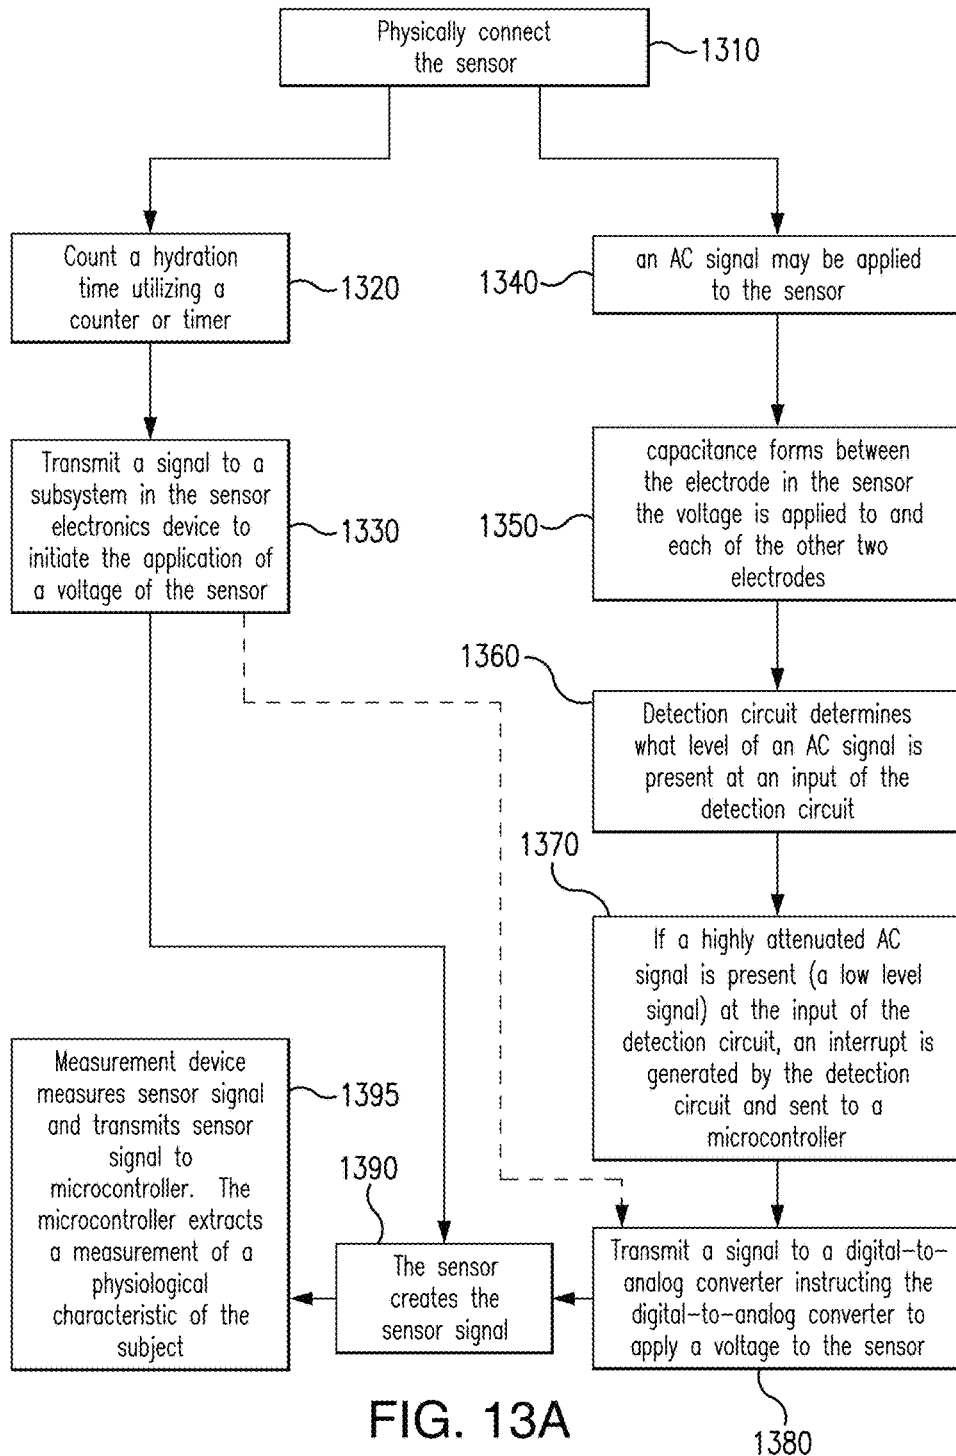 Physically connect
the sensor
1310
Count a hydration
time utilizing a
counter or timer
1320
Transmit a signal to a
subsystem in the sensor
electronics device to
initiate the application of
a voltage of the sensor
1330
an AC signal may be applied
to the sensor
1340
capacitance forms between
the electrode in the sensor
the voltage is applied to and
each of the other two
electrodes
1350
1360
Detection circuit determines
what level of an AC signal is
present at an input of the
detection circuit
1370
If a highly attenuated AC
signal is present (a low level
signal) at the input of the
detection circuit, an interrupt is
generated by the detection
circuit and sent to a
microcontroller
Transmit a signal to a digital-to-
analog converter instructing the
digital-to-analog converter to
apply a voltage to the sensor
1380
1390
The sensor
creates the
sensor signal
Measurement device
measures sensor signal
and transmits sensor
signal to
microcontroller. The
microcontroller extracts
a measurement of a
physiological
characteristic of the
subject
1395
FIG. 13A